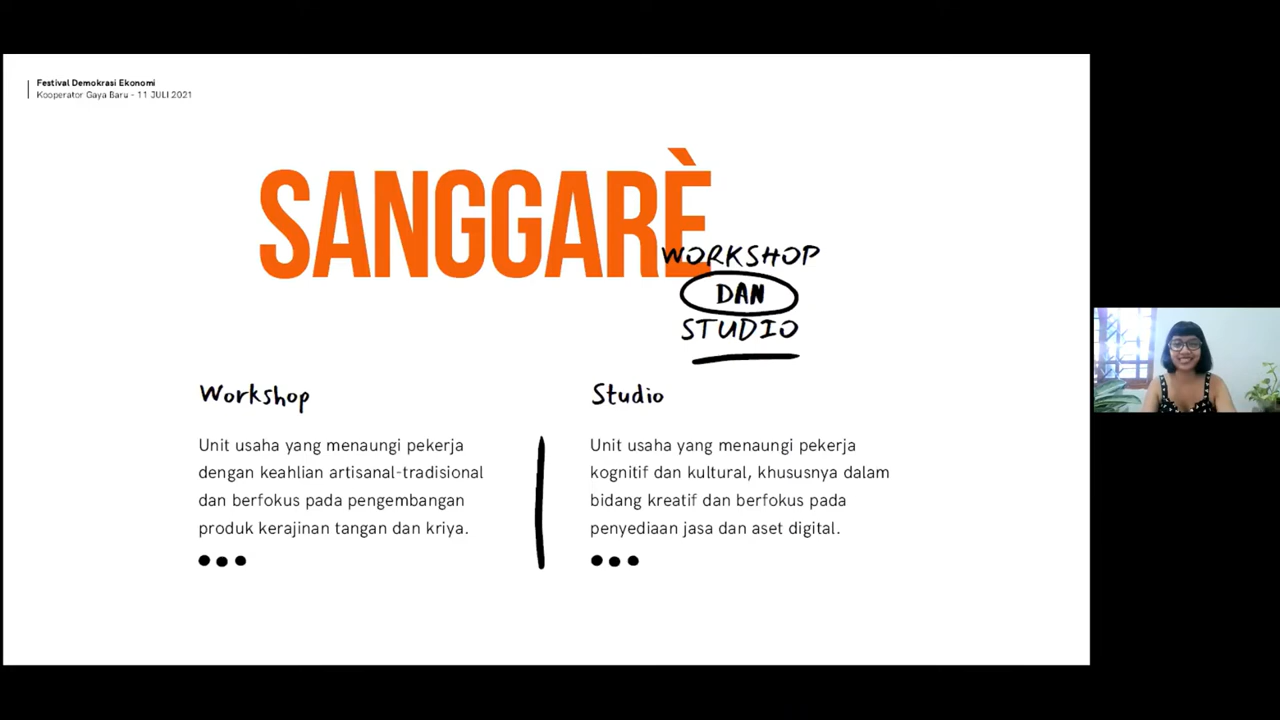 Festival Demokrasi Ekonomi
Kooperator Gaya Baru - 11 JULI 2021
SANGGARÈ
WORKSHOP
DAN
STUDIO
Workshop
Unit usaha yang menaungi pekerja
dengan keahlian artisanal-tradisional
dan berfokus pada pengembangan
produk kerajinan tangan dan kriya.
Studio
Unit usaha yang menaungi pekerja
kognitif dan kultural, khususnya dalam
bidang kreatif dan berfokus pada
penyediaan jasa dan aset digital.